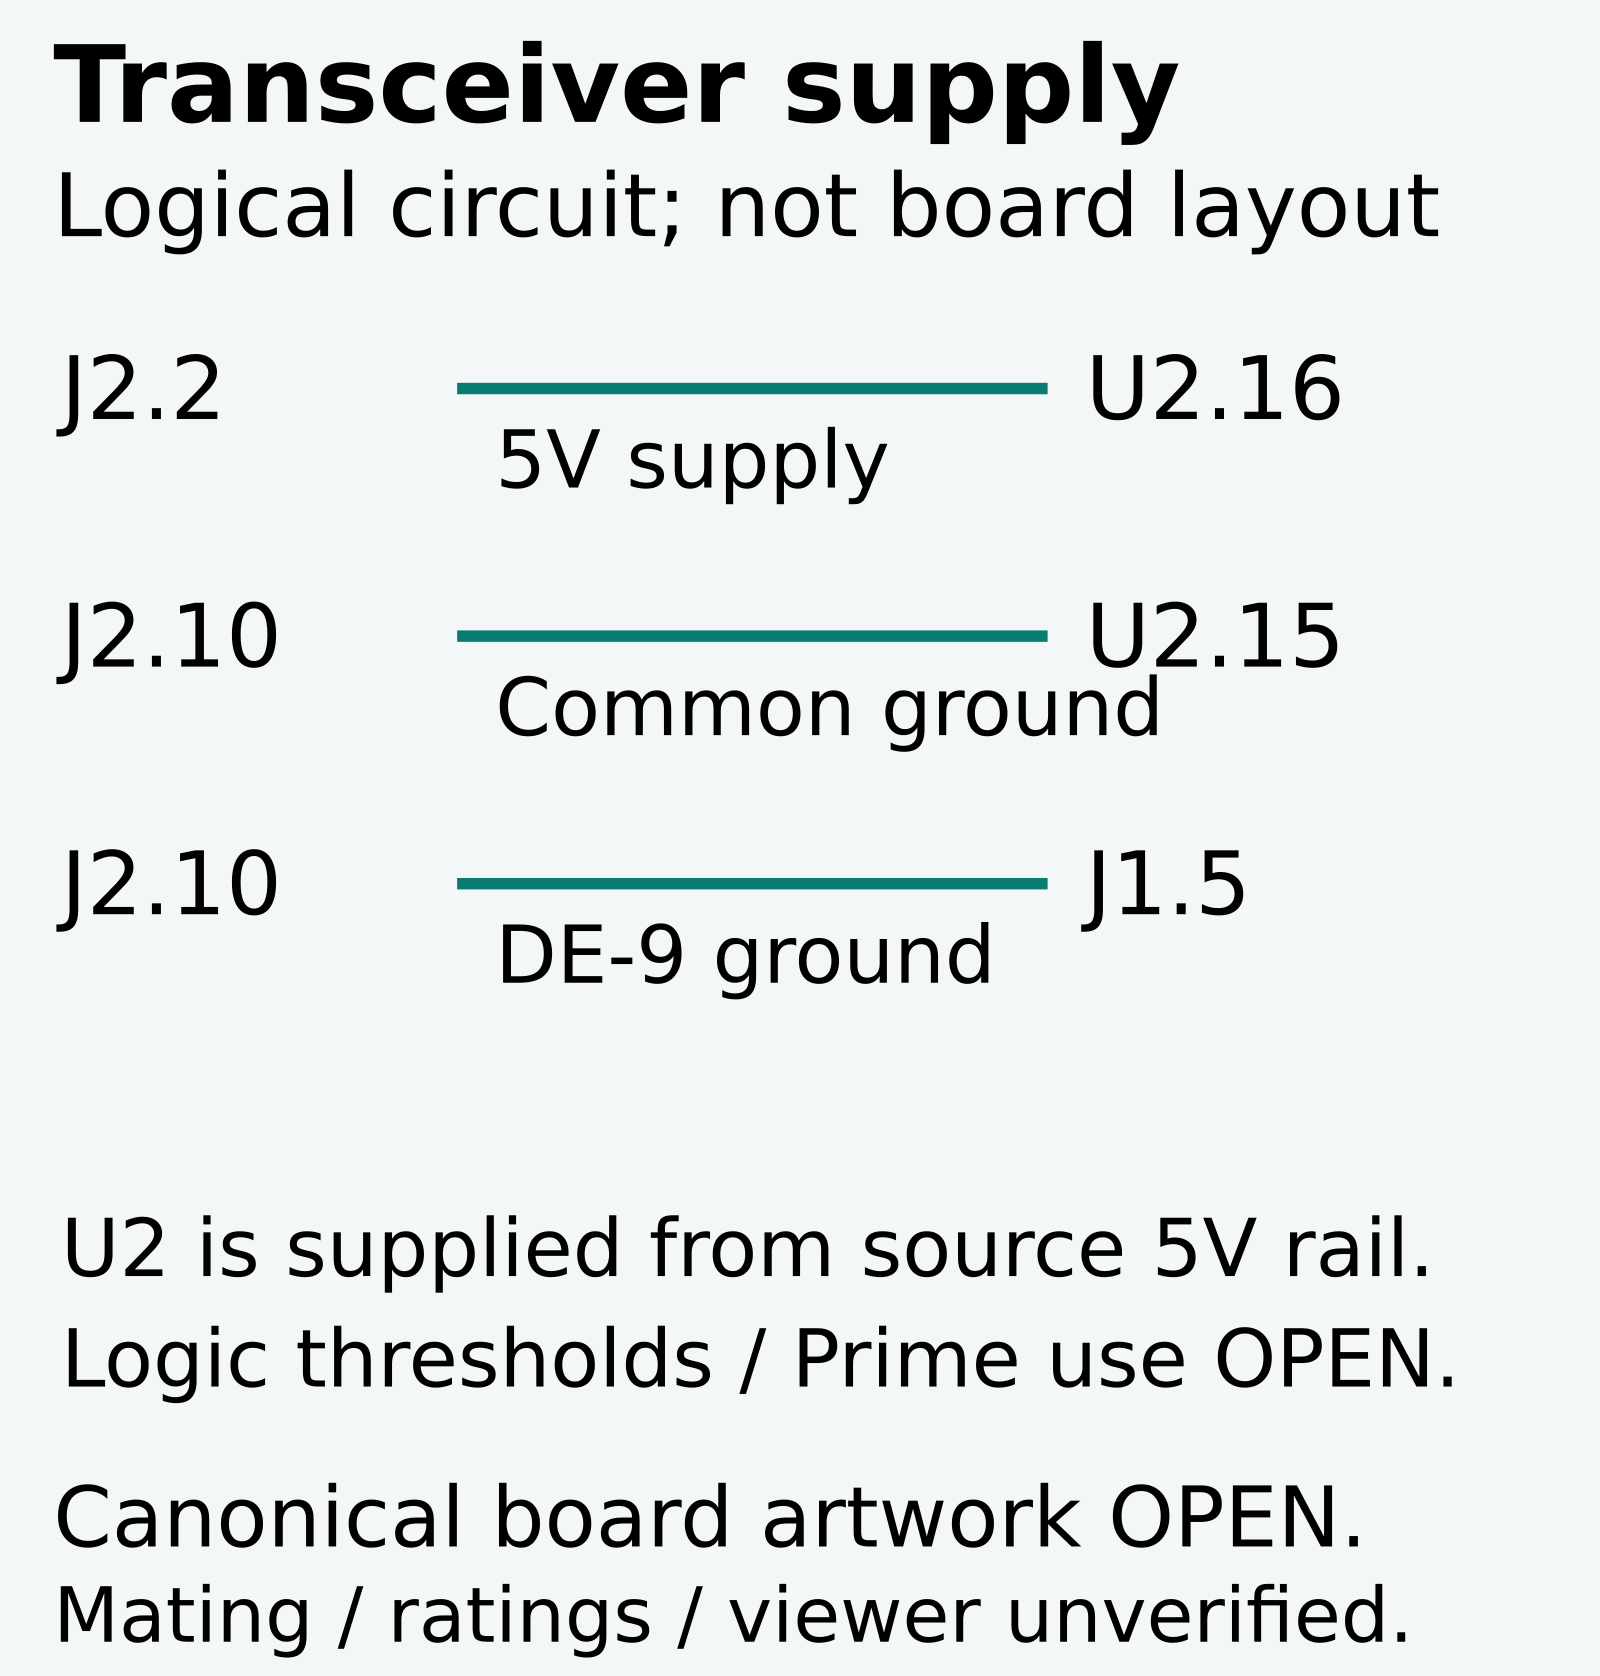 Transceiver supply
Logical circuit; not board layout
J2.2 U2.16
5V supply
J2.10 U2.15
Common ground
J2.10 J1.5
DE-9 ground
U2 is supplied from source 5V rail.
Logic thresholds / Prime use OPEN.
Canonical board artwork OPEN.
Mating / ratings / viewer unverified.